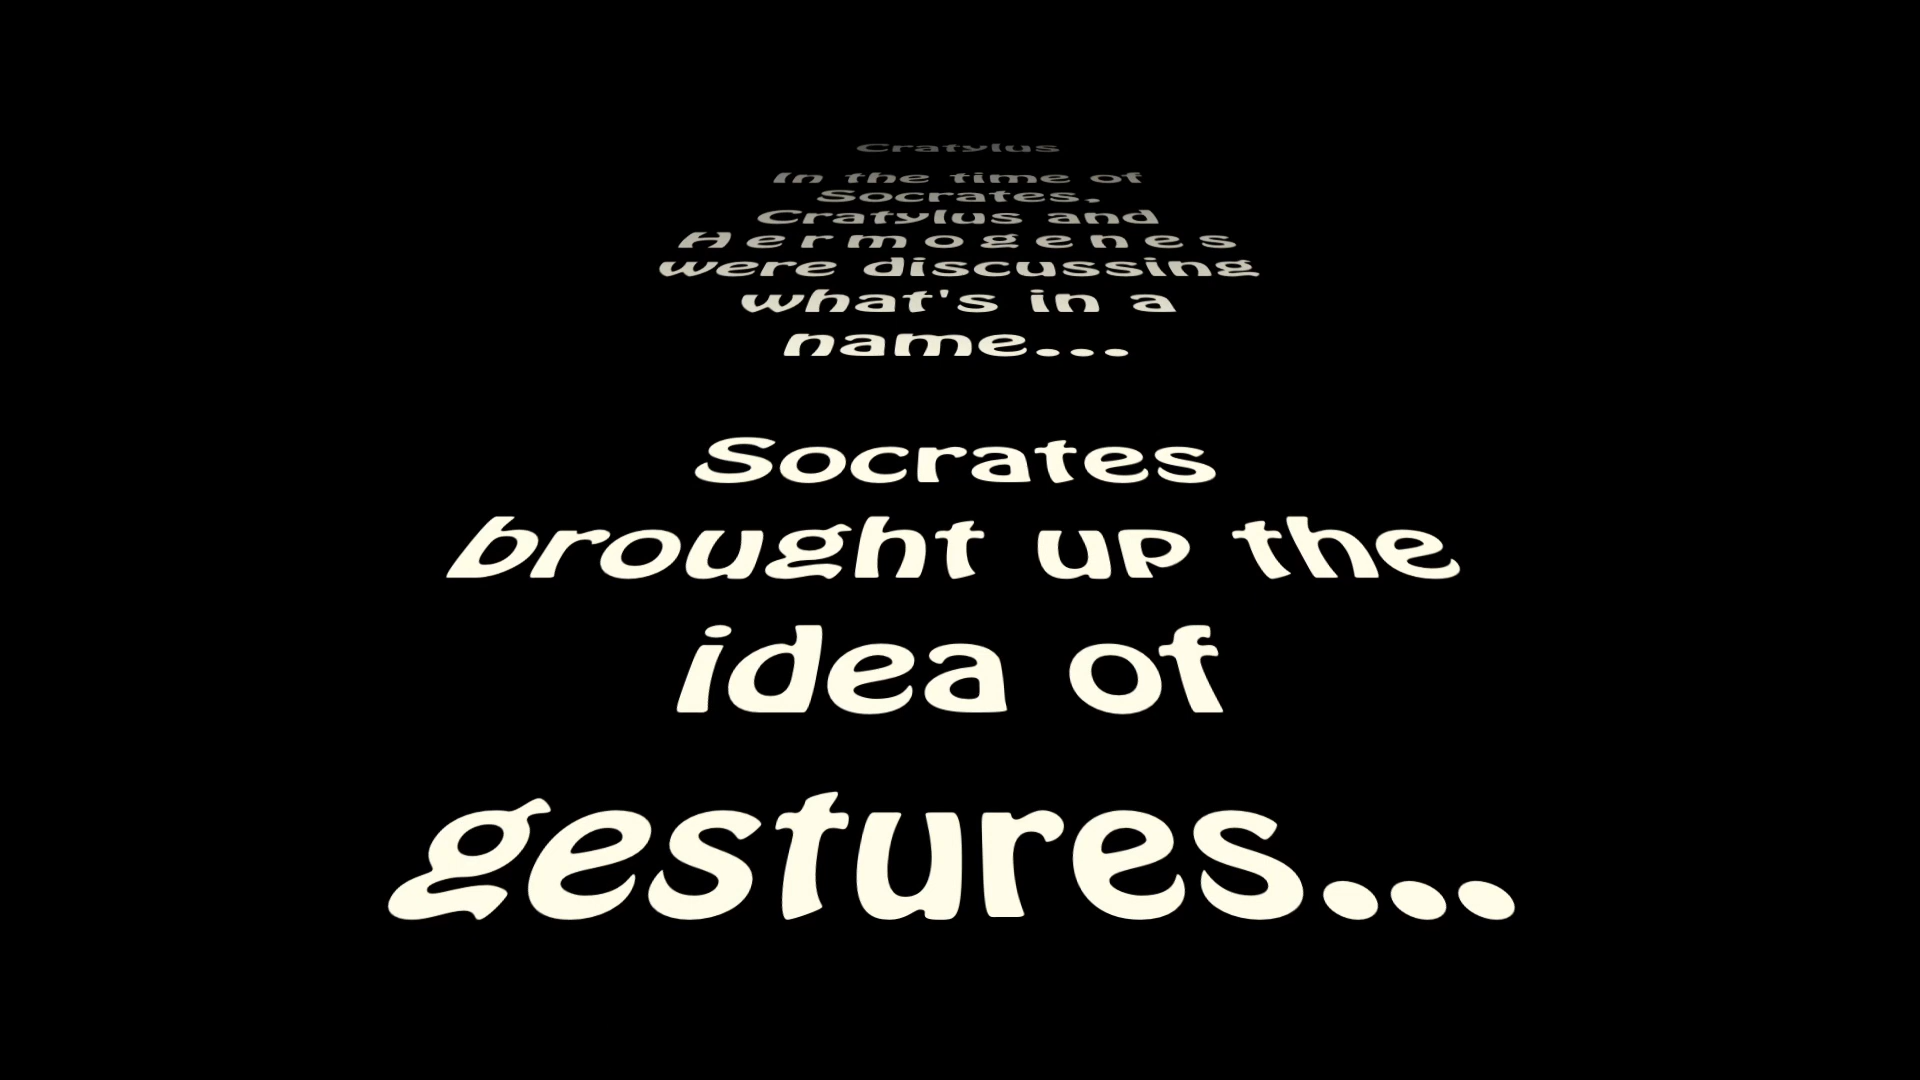 Cratylus
In the time of
Socrates,
Cratylus and
Hermogenes
were discussing
what's in a
name...
Socrates
brought up the
idea of
gestures...